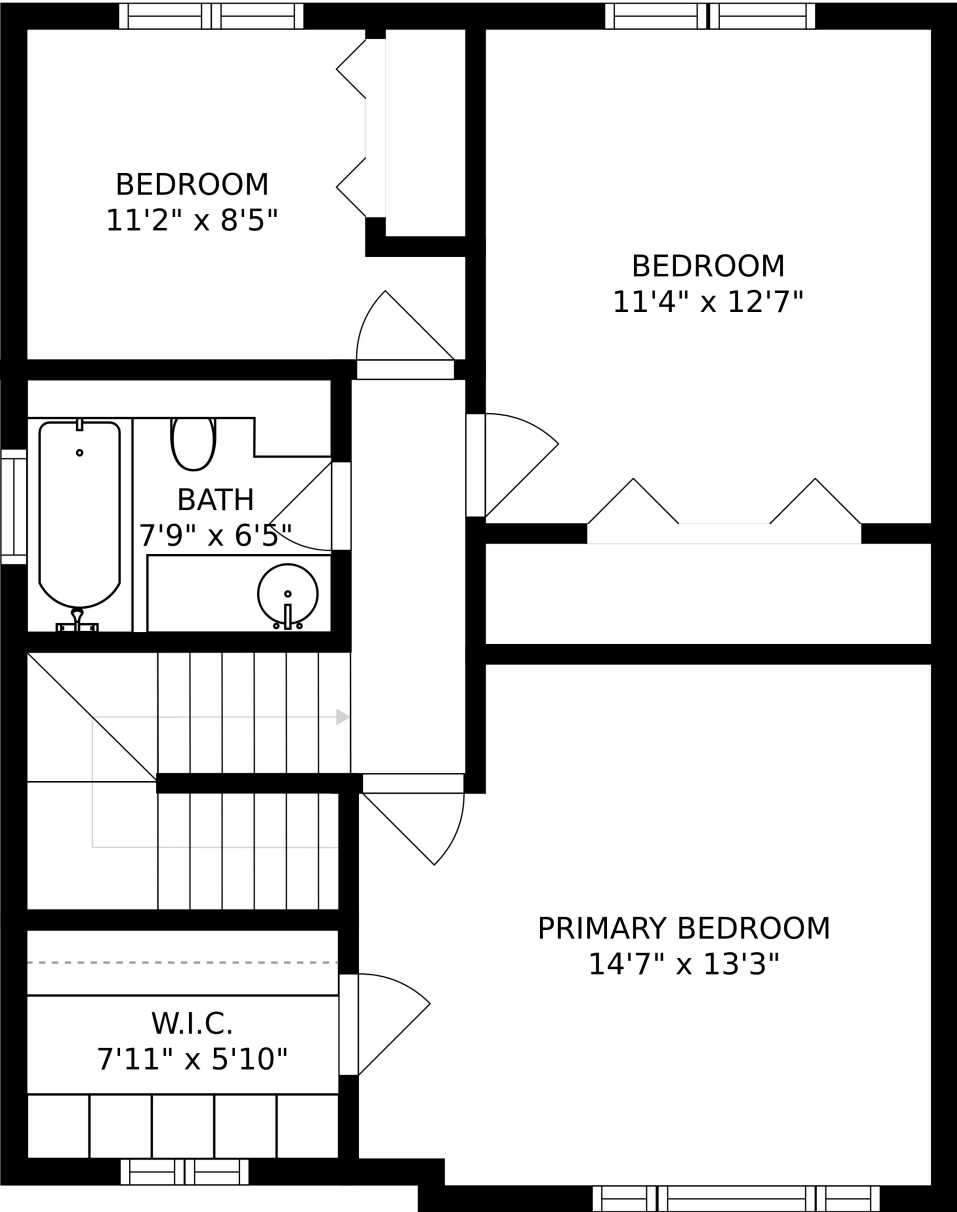 BEDROOM
11'2" x 8'5"
BEDROOM
11'4" x 12'7"
BATH
7'9" x 6'5"
PRIMARY BEDROOM
14'7" x 13'3"
W.I.C.
7'11" x 5'10"